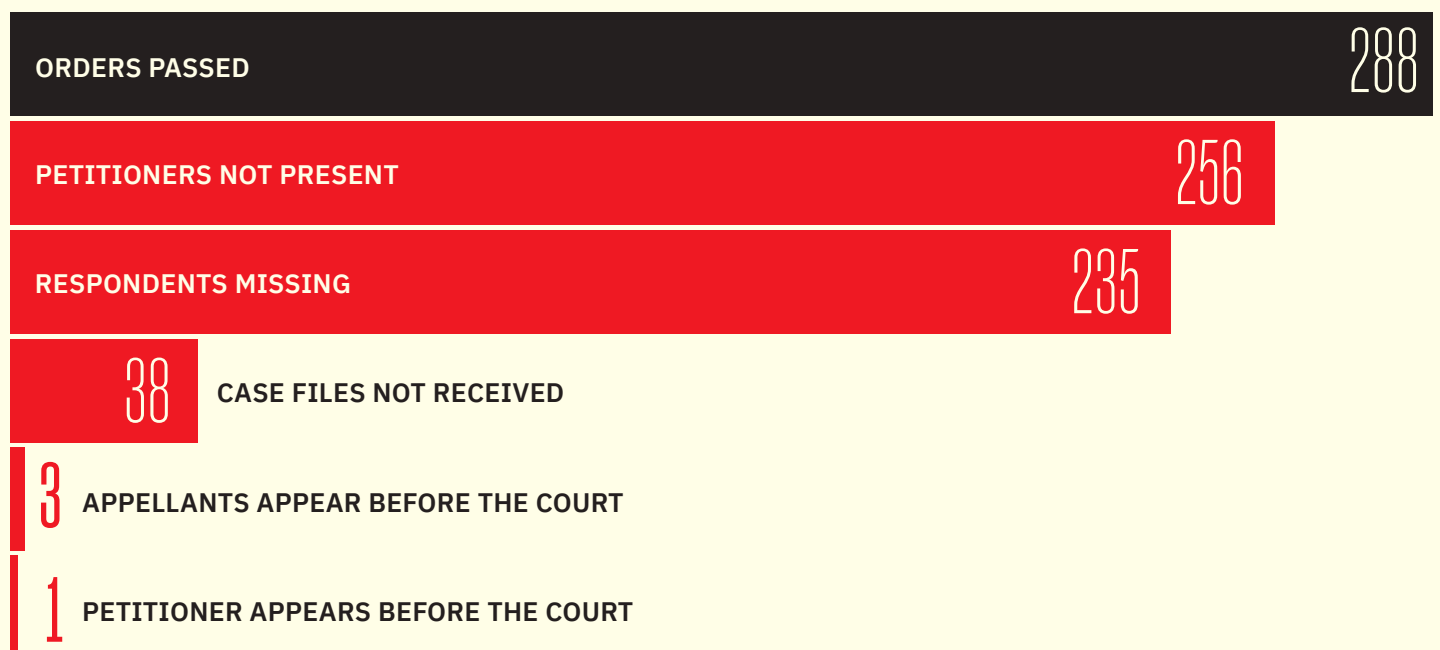 ORDERS PASSED 288
PETITIONERS NOT PRESENT 256
RESPONDENTS MISSING 235
38 CASE FILES NOT RECEIVED
3 APPELLANTS APPEAR BEFORE THE COURT
1 PETITIONER APPEARS BEFORE THE COURT